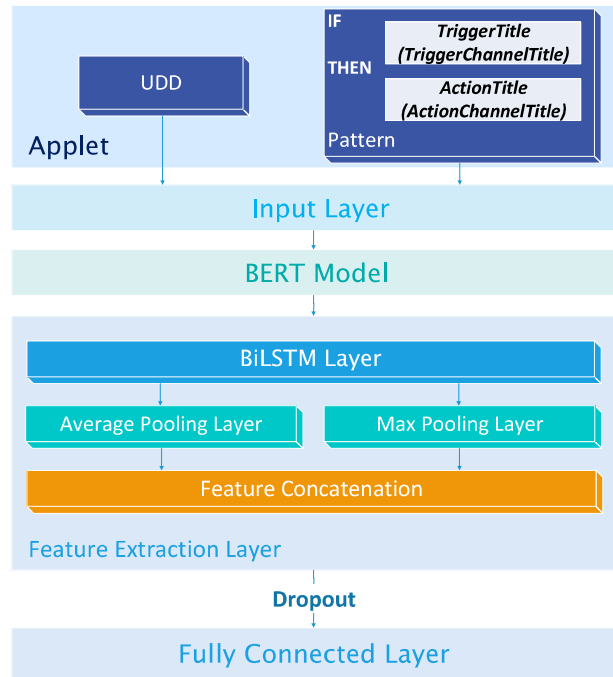 UDD
Applet
IF
TriggerTitle
(TriggerChannelTitle)
THEN
ActionTitle
(ActionChannelTitle)
Pattern
Input Layer
BERT Model
BiLSTM Layer
Average Pooling Layer
Max Pooling Layer
Feature Concatenation
Feature Extraction Layer
Dropout
Fully Connected Layer